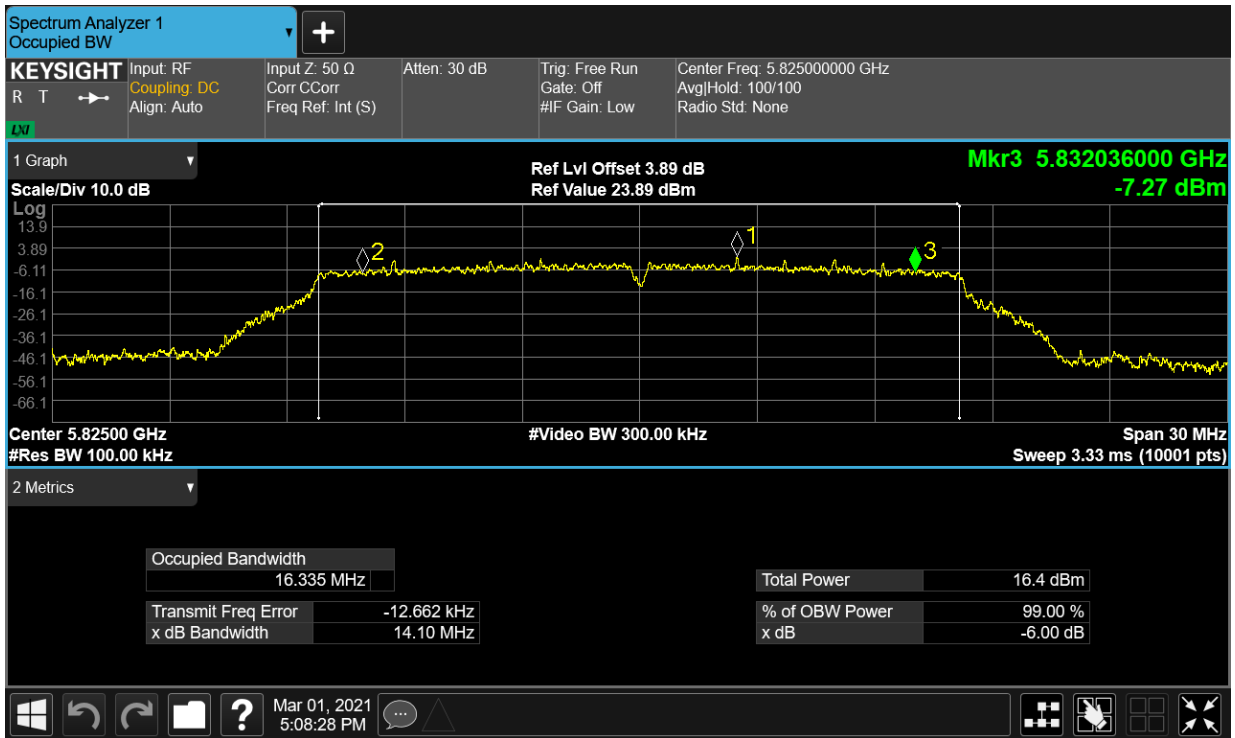 Spectrum Analyzer 1
Occupied BW
KEYSIGHT
R T
LXI
Input: RF
Coupling: DC
Align: Auto
Input Z: 50 Ω
Corr CCorr
Freq Ref: Int (S)
Atten: 30 dB
Trig: Free Run
Gate: Off
#IF Gain: Low
Center Freq: 5.825000000 GHz
Avg|Hold: 100/100
Radio Std: None
1 Graph
Scale/Div 10.0 dB
Ref Lvl Offset 3.89 dB
Ref Value 23.89 dBm
Mkr3 5.832036000 GHz
-7.27 dBm
Log
13.9
3.89
-6.11
-16.1
-26.1
-36.1
-46.1
-56.1
-66.1
2
1
3
Center 5.82500 GHz
#Res BW 100.00 kHz
#Video BW 300.00 kHz
Span 30 MHz
Sweep 3.33 ms (10001 pts)
2 Metrics
Occupied Bandwidth
16.335 MHz
Transmit Freq Error -12.662 kHz
x dB Bandwidth 14.10 MHz
Total Power 16.4 dBm
% of OBW Power 99.00 %
x dB -6.00 dB
?
Mar 01, 2021
5:08:28 PM